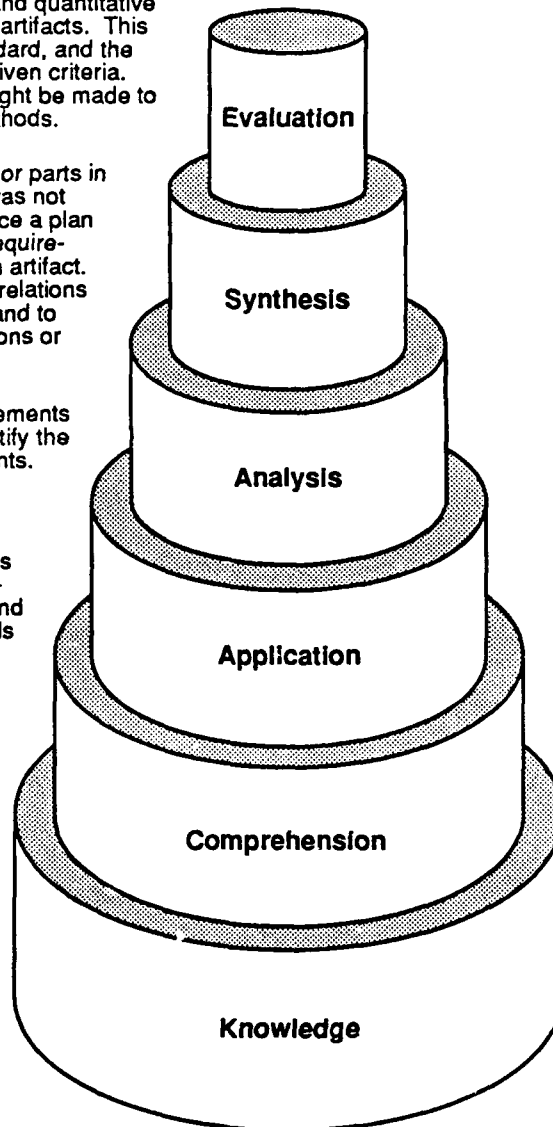 and quantitative
artifacts. This
dard, and the
iven criteria.
ght be made to
hods.
or parts in
vas not
ce a plan
equire-
artifact.
relations
and to
ons or
ements
tify the
nts.
s
-
nd
ls
Evaluation
Synthesis
Analysis
Application
Comprehension
Knowledge